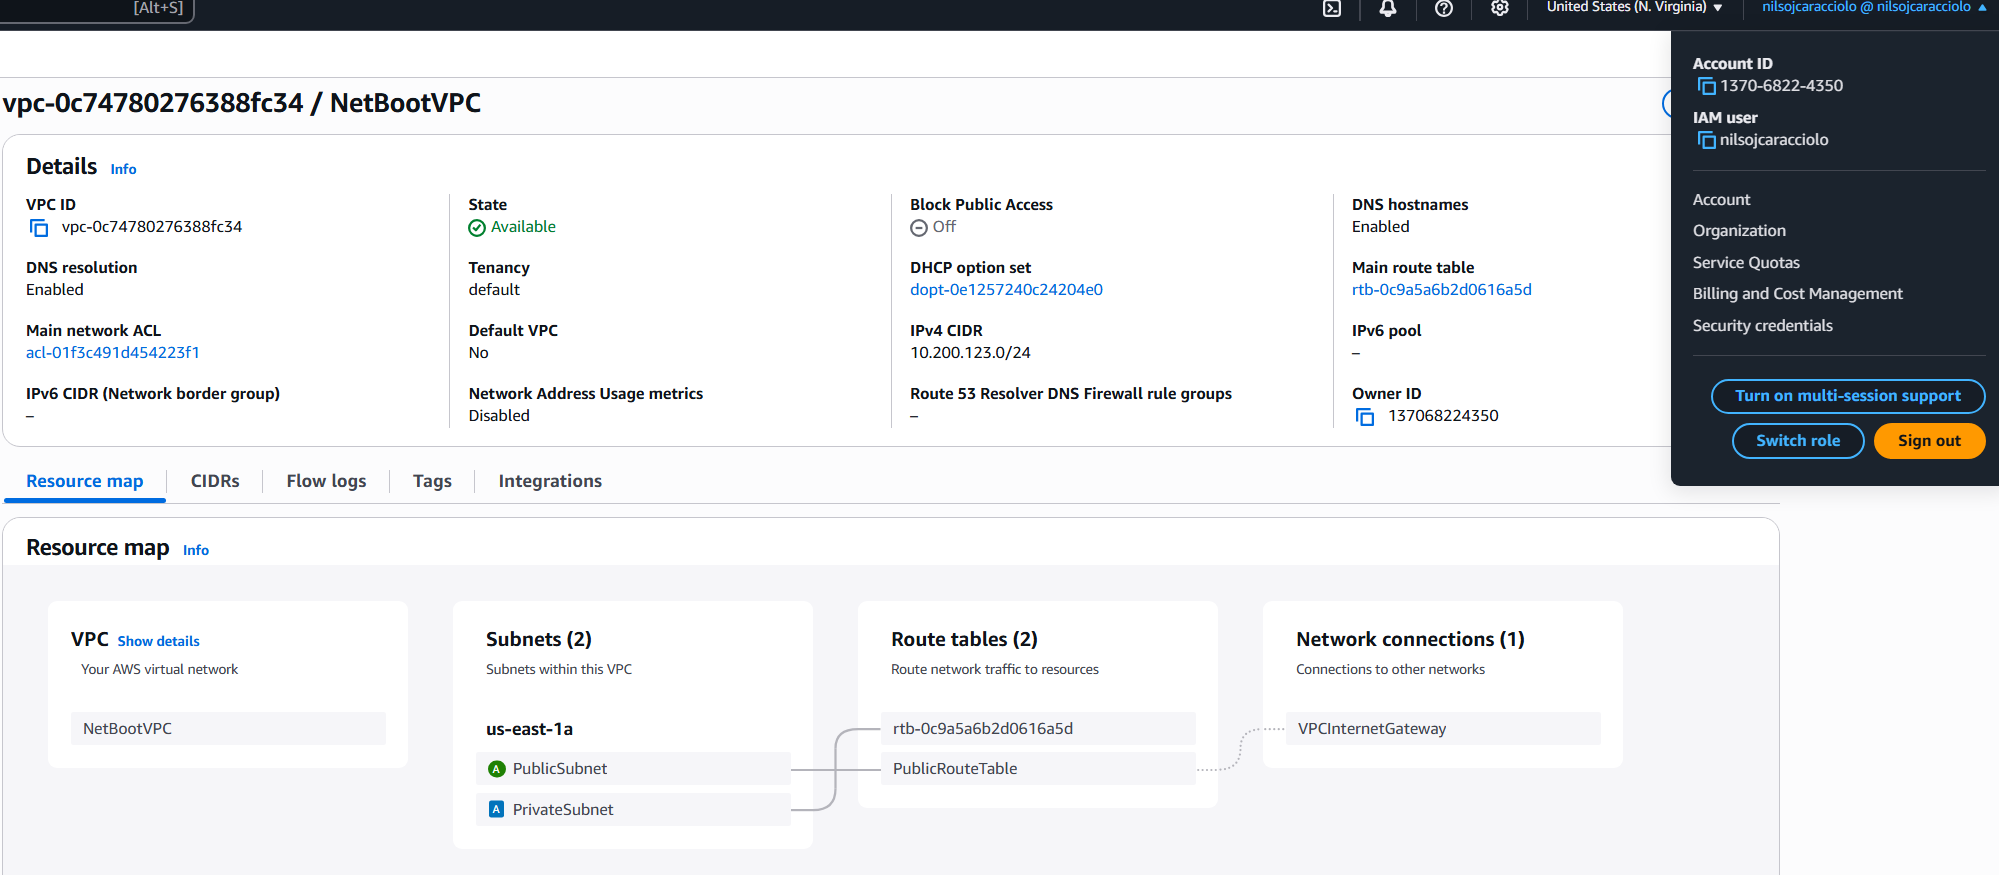 [Alt+S]
United States (N. Virginia)
nilsojcaracciolo @ nilsojcaracciolo
Account ID
1370-6822-4350
IAM user
nilsojcaracciolo
Account
Organization
Service Quotas
Billing and Cost Management
Security credentials
Turn on multi-session support
Switch role
Sign out
vpc-0c74780276388fc34 / NetBootVPC
Details Info
VPC ID
vpc-0c74780276388fc34
State
Available
Block Public Access
Off
DNS hostnames
Enabled
DNS resolution
Enabled
Tenancy
default
DHCP option set
dopt-0e1257240c24204e0
Main route table
rtb-0c9a5a6b2d0616a5d
Main network ACL
acl-01f3c491d454223f1
Default VPC
No
IPv4 CIDR
10.200.123.0/24
IPv6 pool
–
IPv6 CIDR (Network border group)
–
Network Address Usage metrics
Disabled
Route 53 Resolver DNS Firewall rule groups
–
Owner ID
137068224350
Resource map
CIDRs
Flow logs
Tags
Integrations
Resource map Info
VPC Show details
Your AWS virtual network
NetBootVPC
Subnets (2)
Subnets within this VPC
us-east-1a
A PublicSubnet
A PrivateSubnet
Route tables (2)
Route network traffic to resources
rtb-0c9a5a6b2d0616a5d
PublicRouteTable
Network connections (1)
Connections to other networks
VPCInternetGateway